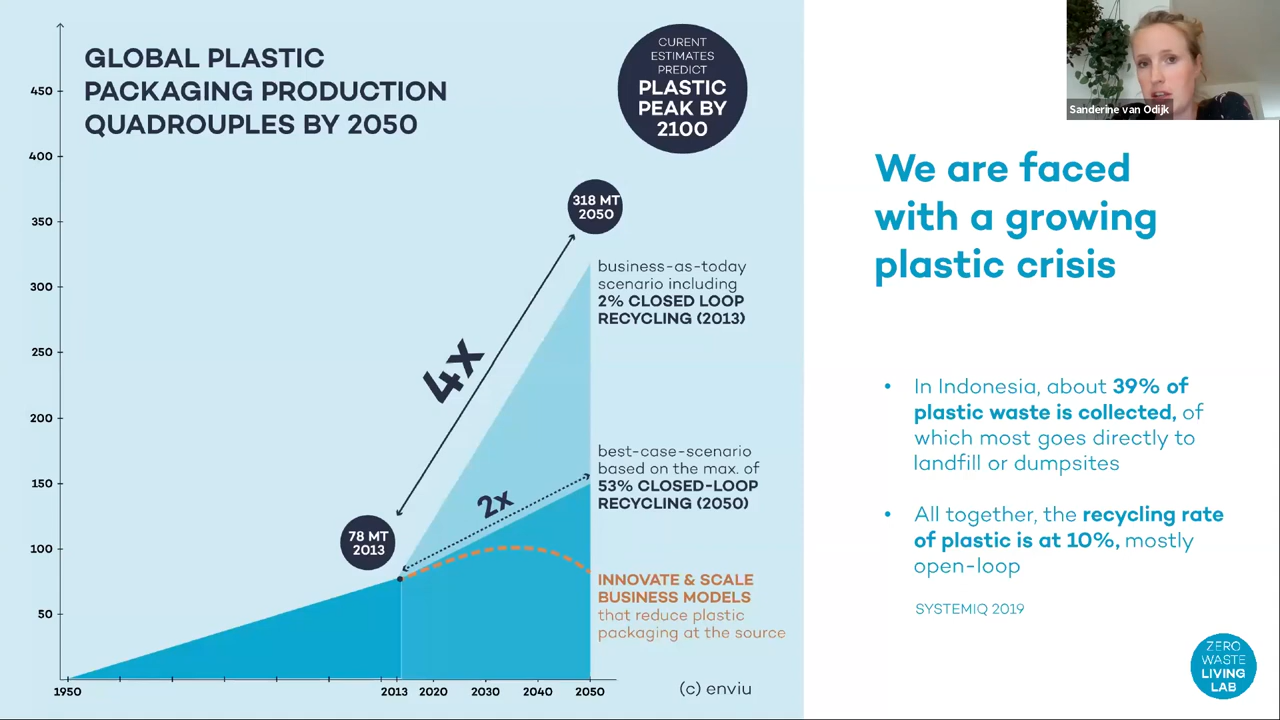 GLOBAL PLASTIC
PACKAGING PRODUCTION
QUADROUPLES BY 2050
CURENT
ESTIMATES
PREDICT
PLASTIC
PEAK BY
2100
450
400
350
300
250
200
150
100
50
1950
2013
2020
2030
2040
2050
318 MT
2050
4x
78 MT
2013
2x
business-as-today
scenario including
2% CLOSED LOOP
RECYCLING (2013)
best-case-scenario
based on the max. of
53% CLOSED-LOOP
RECYCLING (2050)
INNOVATE & SCALE
BUSINESS MODELS
that reduce plastic
packaging at the source
(c) enviu
Sanderine van Odijk
We are faced
with a growing
plastic crisis
• In Indonesia, about 39% of
plastic waste is collected, of
which most goes directly to
landfill or dumpsites
• All together, the recycling rate
of plastic is at 10%, mostly
open-loop
SYSTEMIQ 2019
ZERO
WASTE
LIVING
LAB